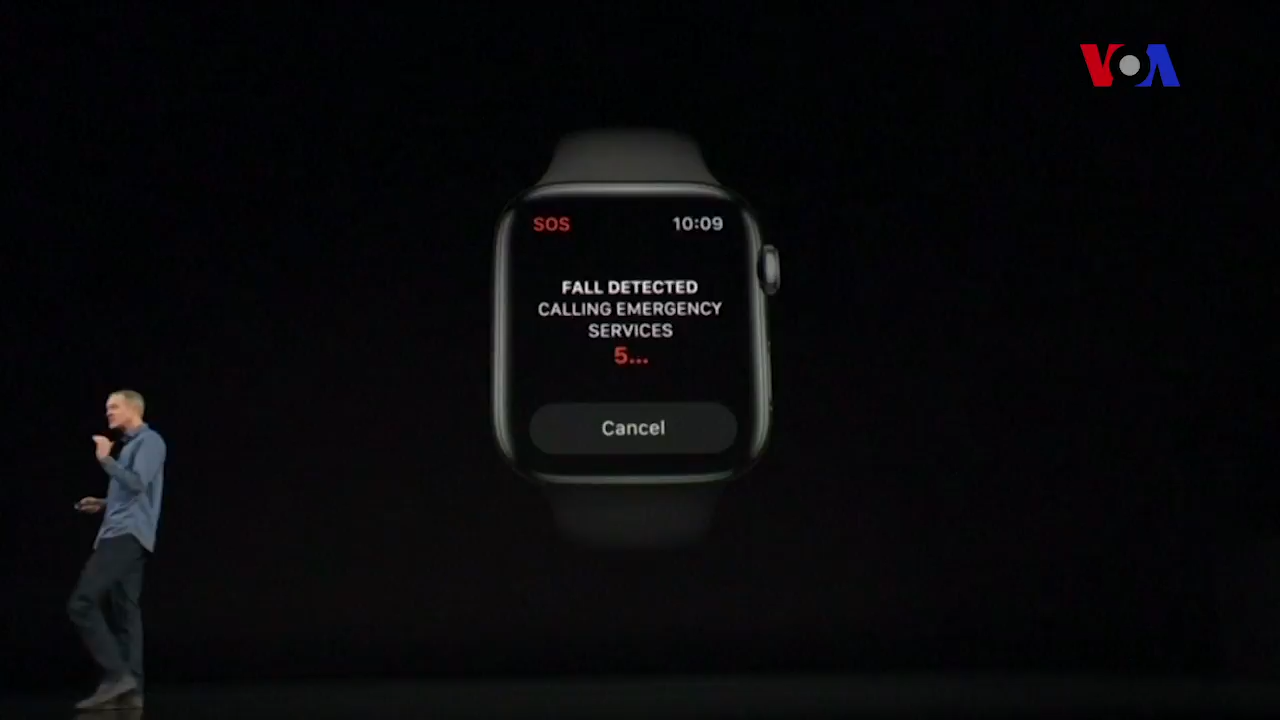 VOA
SOS
10:09
FALL DETECTED
CALLING EMERGENCY
SERVICES
5...
Cancel